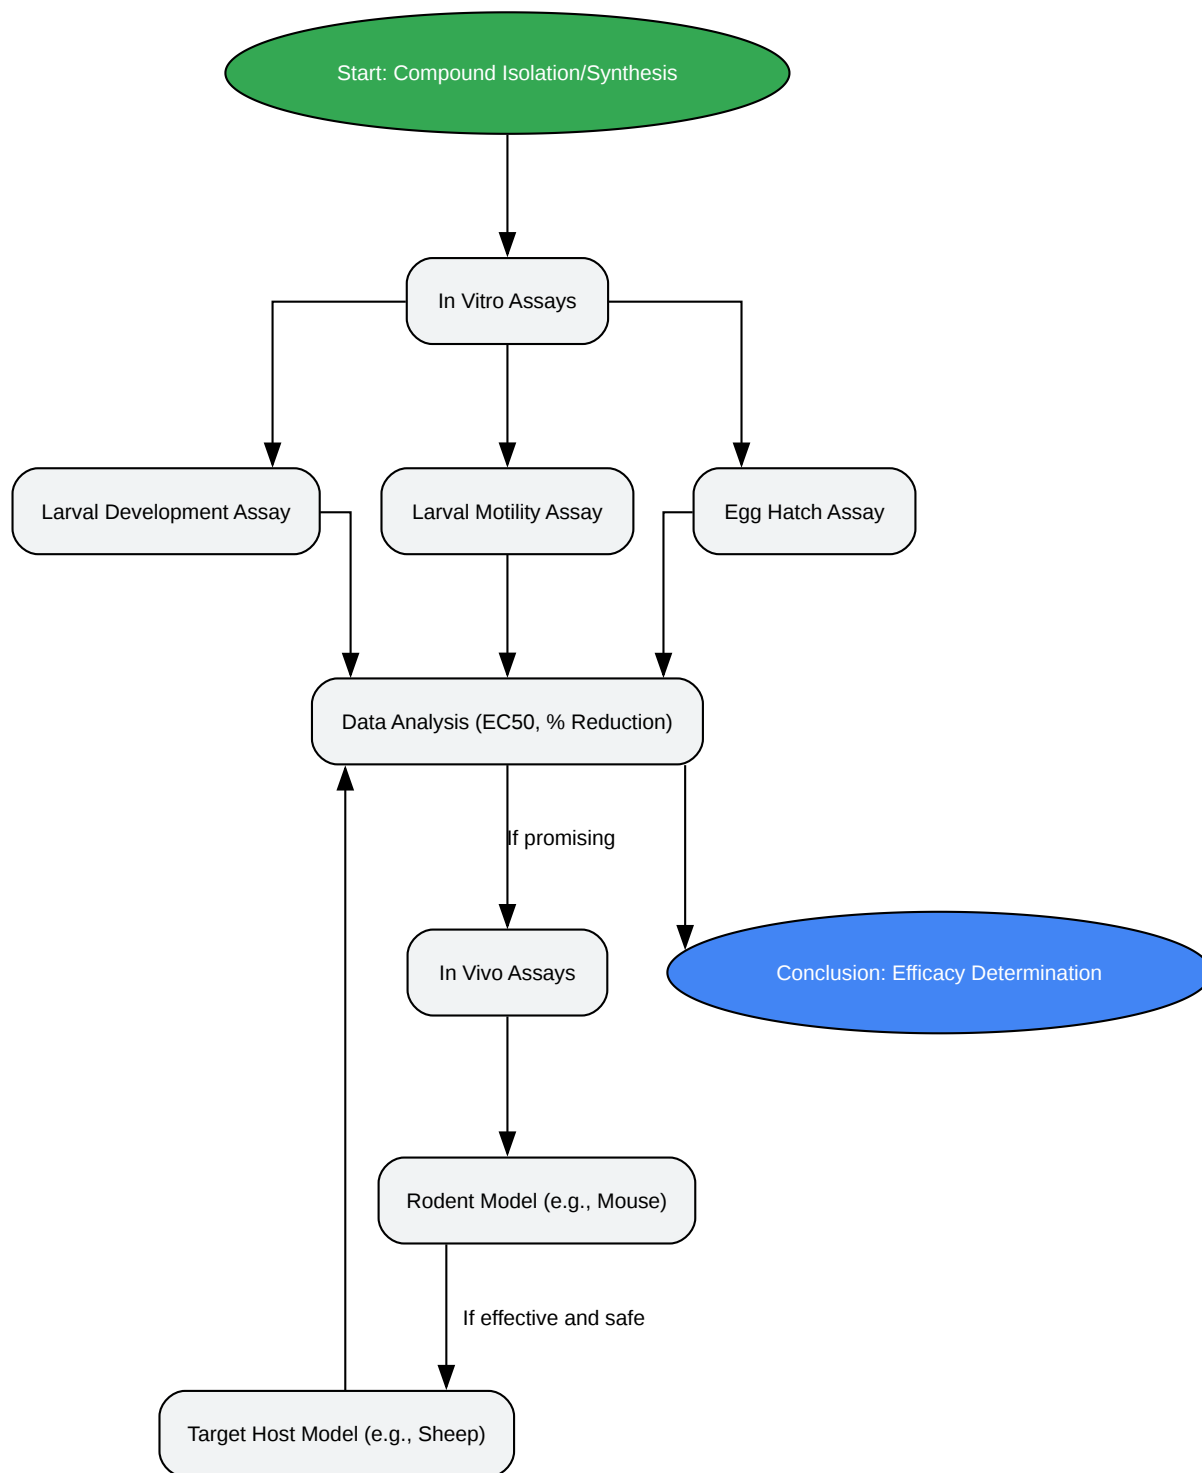 Start: Compound Isolation/Synthesis
In Vitro Assays
Larval Development Assay
Larval Motility Assay
Egg Hatch Assay
Data Analysis (EC50, % Reduction)
If promising
In Vivo Assays
Conclusion: Efficacy Determination
Rodent Model (e.g., Mouse)
If effective and safe
Target Host Model (e.g., Sheep)